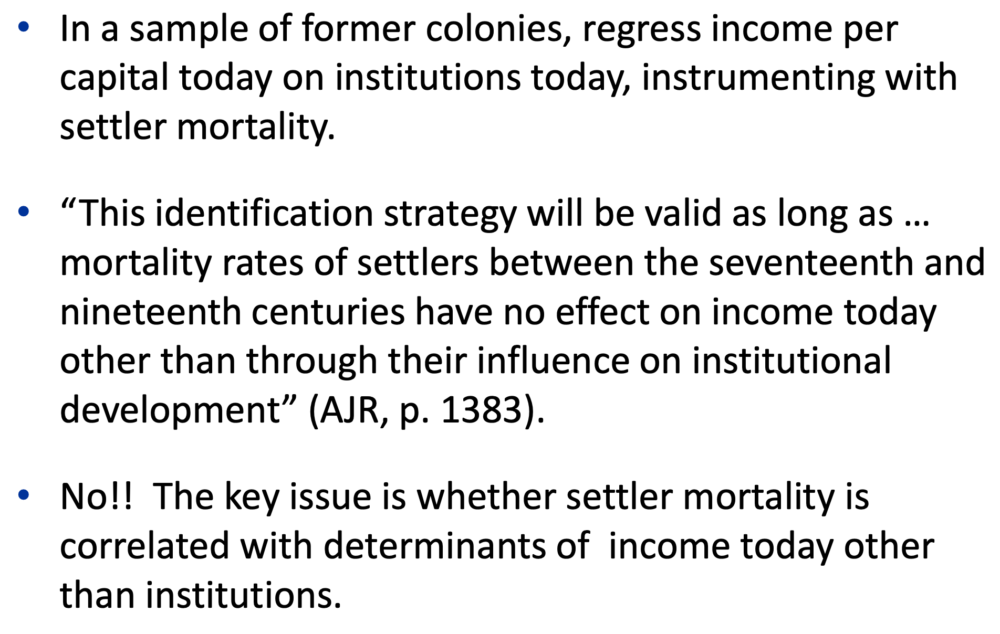 • In a sample of former colonies, regress income per
capital today on institutions today, instrumenting with
settler mortality.
• “This identification strategy will be valid as long as …
mortality rates of settlers between the seventeenth and
nineteenth centuries have no effect on income today
other than through their influence on institutional
development” (AJR, p. 1383).
• No!!  The key issue is whether settler mortality is
correlated with determinants of  income today other
than institutions.